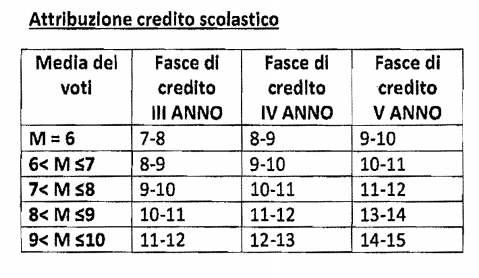 Attribuzione credito scolastico
Media dei voti Fasce di credito III ANNO Fasce di credito IV ANNO Fasce di credito V ANNO
M = 6 7-8 8-9 9-10
6< M ≤7 8-9 9-10 10-11
7< M ≤8 9-10 10-11 11-12
8< M ≤9 10-11 11-12 13-14
9< M ≤10 11-12 12-13 14-15